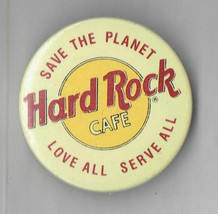 SAVE THE PLANET
Hard Rock
®
CAFE
LOVE ALL SERVE ALL